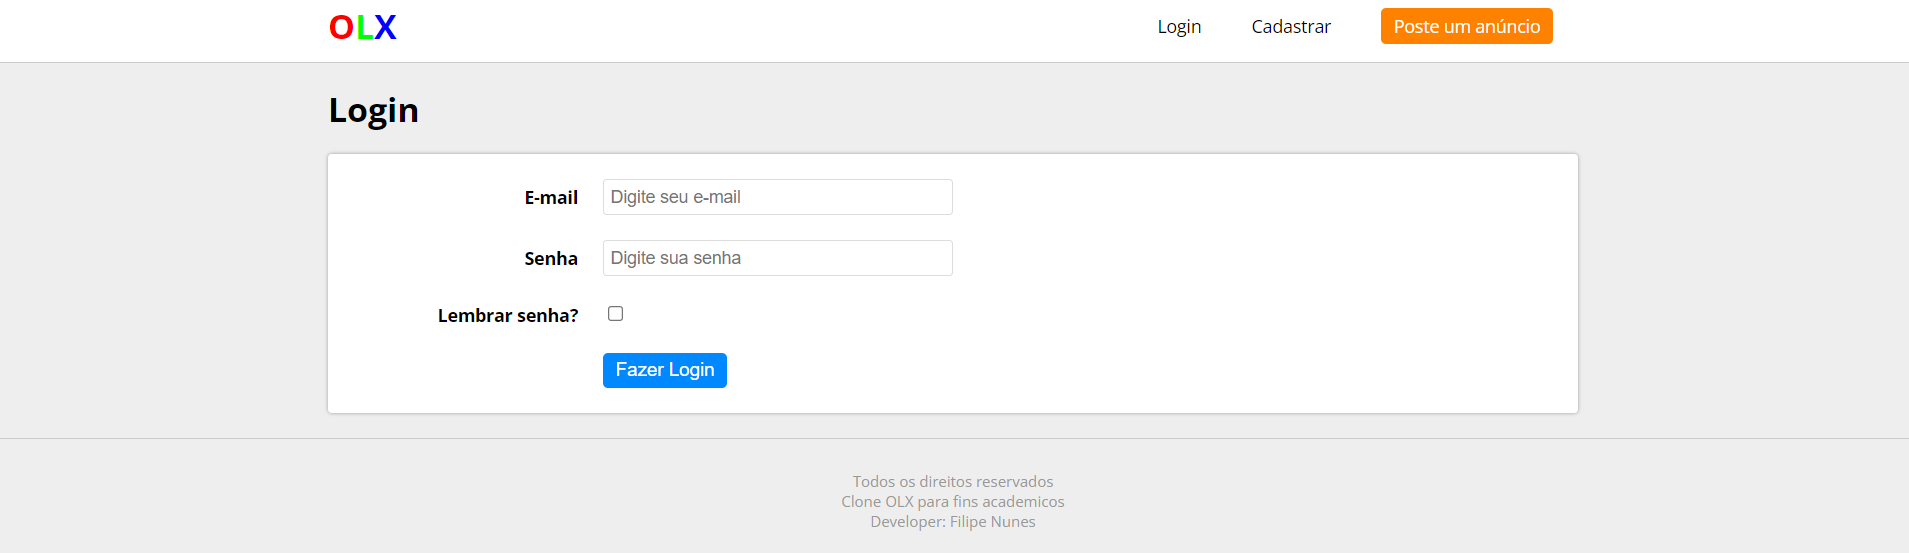 OLX
Login Cadastrar Poste um anúncio
Login
E-mail Digite seu e-mail
Senha Digite sua senha
Lembrar senha?
Fazer Login
Todos os direitos reservados
Clone OLX para fins academicos
Developer: Filipe Nunes